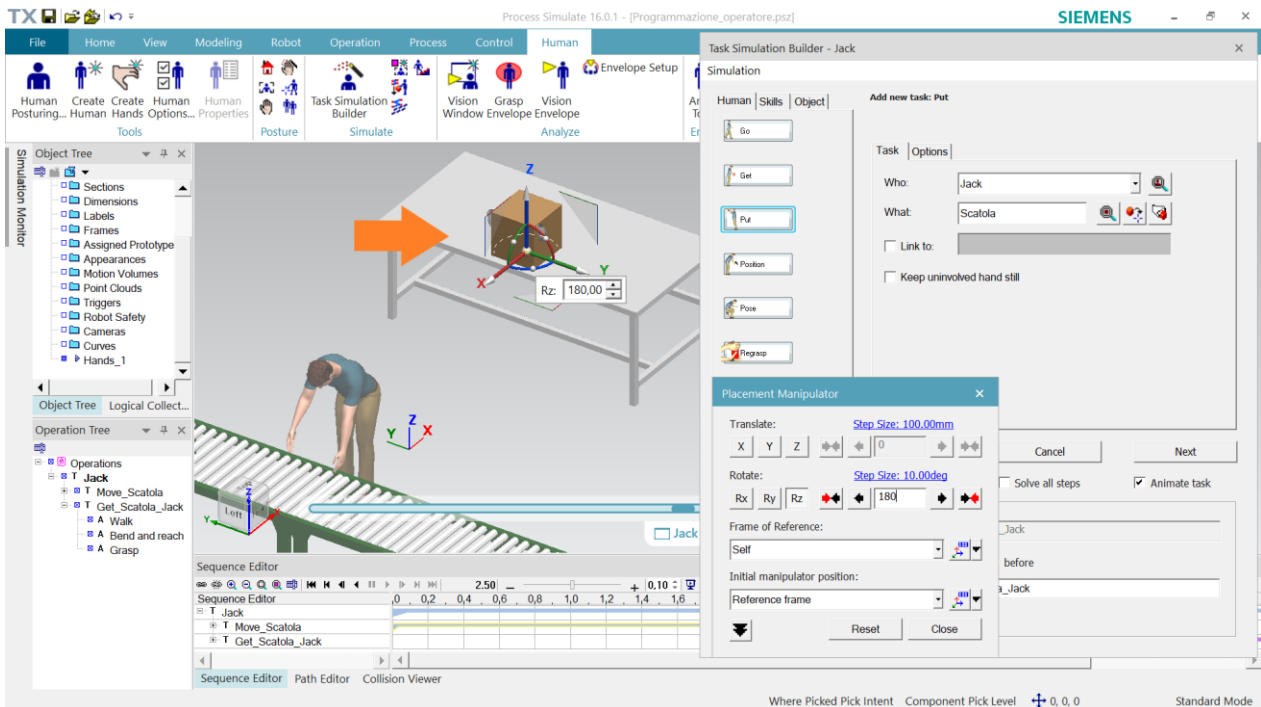 TX Process Simulate 16.0.1 - [Programmazione_operatore.psz] SIEMENS
File Home View Modeling Robot Operation Process Control Human
Human Posturing...
Create Human
Create Hands
Human Options...
Human Properties
Task Simulation Builder
Vision Window
Grasp Envelope
Vision Envelope
Envelope Setup
Tools Posture Simulate Analyze
Simulation Monitor
Object Tree
Sections
Dimensions
Labels
Frames
Assigned Prototype
Appearances
Motion Volumes
Point Clouds
Triggers
Robot Safety
Cameras
Curves
Hands_1
Object Tree Logical Collect...
Operation Tree
Operations
Jack
Move_Scatola
Get_Scatola_Jack
Walk
Bend and reach
Grasp
Z
X
Y
Rz: 180,00
Z
Y X
Z
Left
Y
Jack
Sequence Editor
2.50 0,10
Sequence Editor ,0 0,2 0,4 0,6 0,8 1,0 1,2 1,4 1,6
Jack
Move_Scatola
Get_Scatola_Jack
Sequence Editor Path Editor Collision Viewer
Task Simulation Builder - Jack
Simulation
Human Skills Object
Add new task: Put
Go
Get
Put
Position
Pose
Regrasp
Task Options
Who: Jack
What: Scatola
Link to:
Keep uninvolved hand still
Cancel Next
Solve all steps Animate task
_Jack
before
a_Jack
Placement Manipulator
Translate: Step Size: 100.00mm
X Y Z 0
Rotate: Step Size: 10.00deg
Rx Ry Rz 180
Frame of Reference:
Self
Initial manipulator position:
Reference frame
Reset Close
Where Picked Pick Intent Component Pick Level 0, 0, 0 Standard Mode